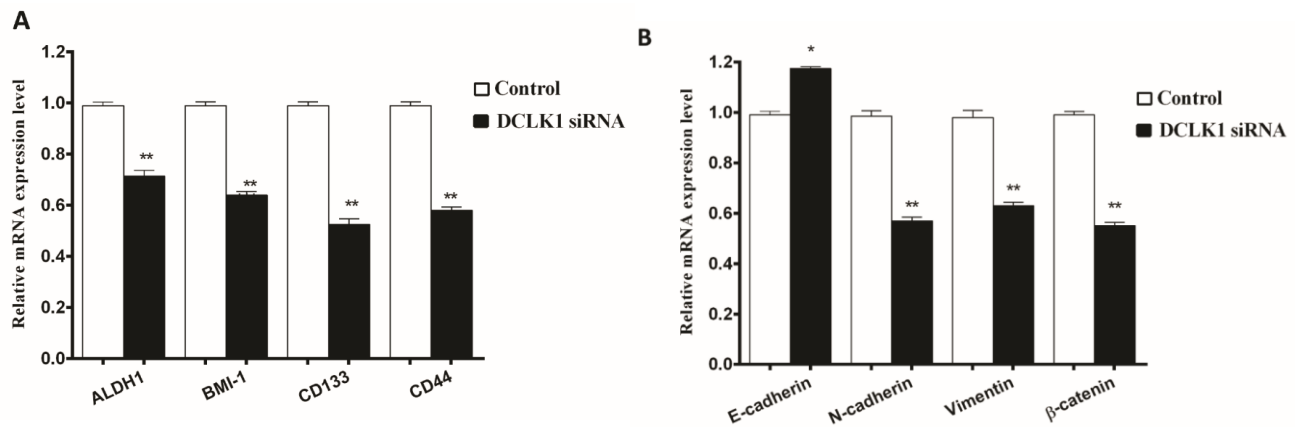 A
Relative mRNA expression level
1.2
1.0
0.8
0.6
0.4
0.2
0.0
**
**
**
**
Control
DCLK1 siRNA
ALDH1
BMI-1
CD133
CD44
B
Relative mRNA expression level
1.2
1.0
0.8
0.6
0.4
0.2
0.0
*
**
**
**
Control
DCLK1 siRNA
E-cadherin
N-cadherin
Vimentin
β-catenin